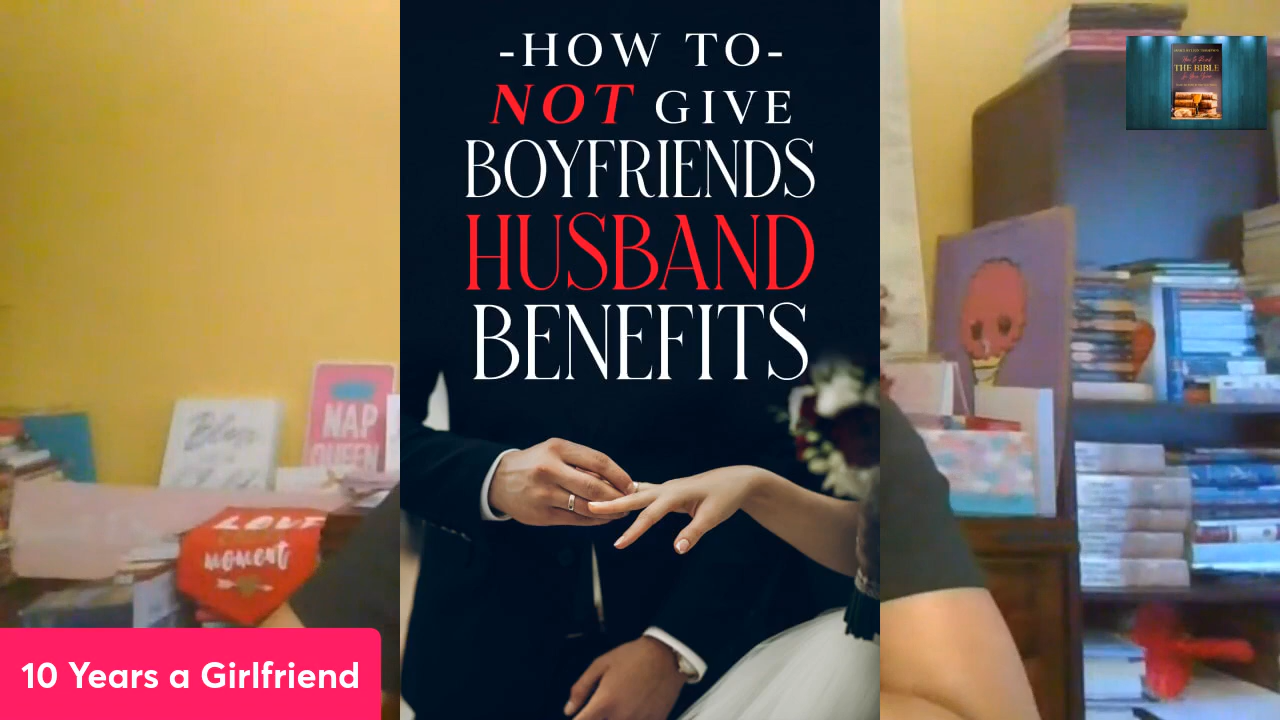 -HOW TO-
NOT GIVE
BOYFRIENDS
HUSBAND
BENEFITS
NAP
QUEEN
LOVE
moment
THE BIBLE
10 Years a Girlfriend